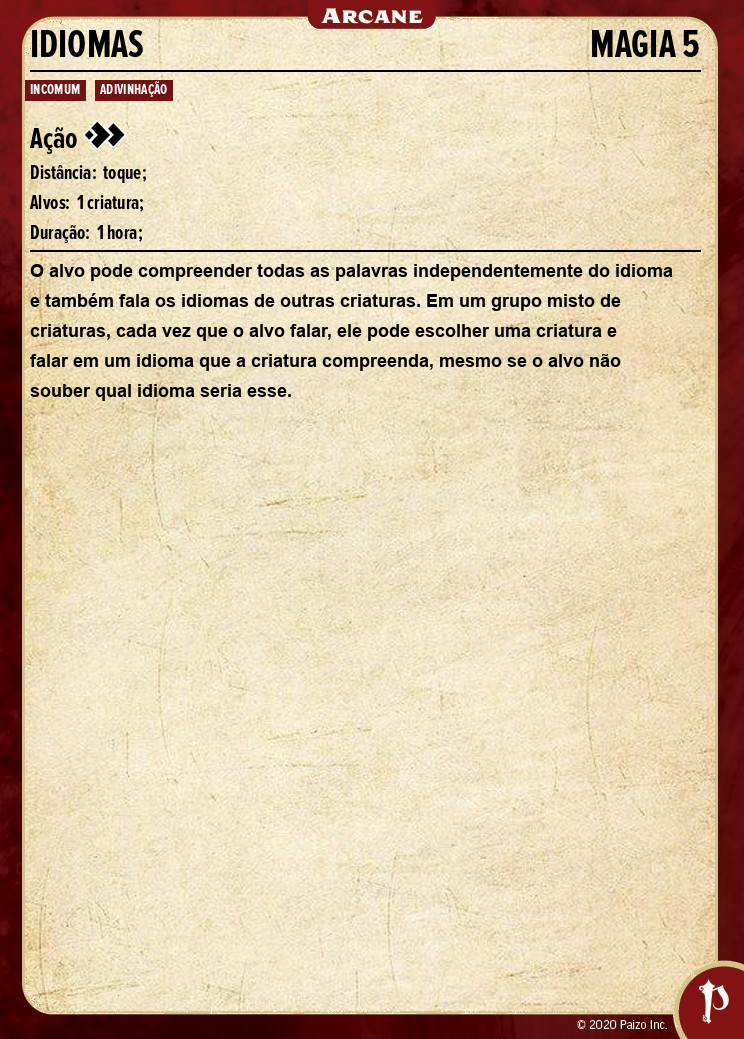 ARCANE
IDIOMAS MAGIA 5
INCOMUM ADIVINHAÇÃO
Ação
Distância: toque;
Alvos: 1 criatura;
Duração: 1 hora;
O alvo pode compreender todas as palavras independentemente do idioma
e também fala os idiomas de outras criaturas. Em um grupo misto de
criaturas, cada vez que o alvo falar, ele pode escolher uma criatura e
falar em um idioma que a criatura compreenda, mesmo se o alvo não
souber qual idioma seria esse.
© 2020 Paizo Inc.